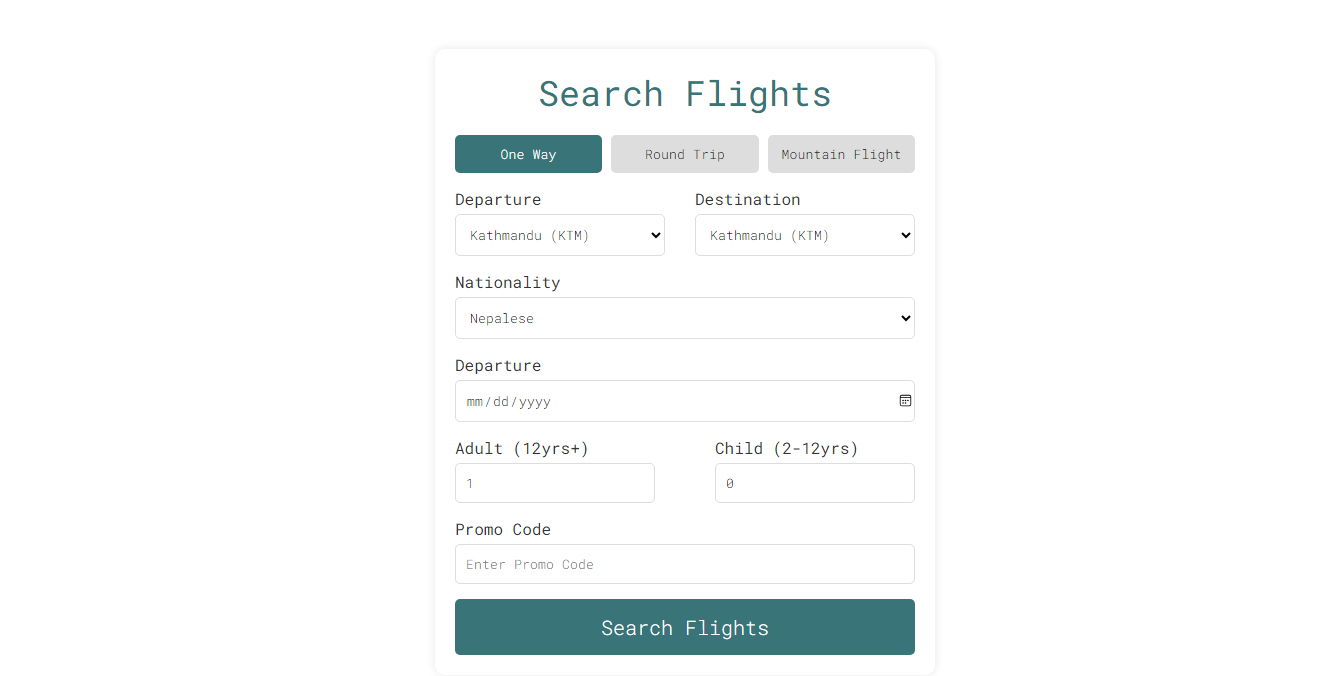 Search Flights
One Way Round Trip Mountain Flight
Departure Destination
Kathmandu (KTM) Kathmandu (KTM)
Nationality
Nepalese
Departure
mm/dd/yyyy
Adult (12yrs+) Child (2-12yrs)
1 0
Promo Code
Enter Promo Code
Search Flights